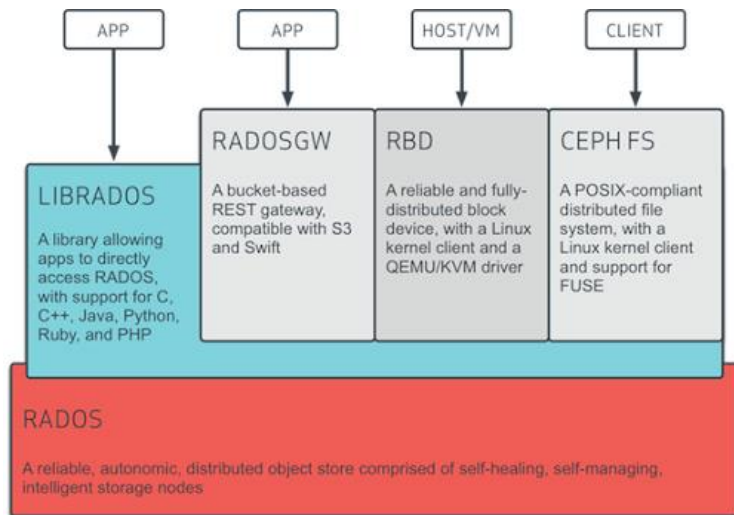 APP
APP
HOST/VM
CLIENT
RADOSGW
A bucket-based
REST gateway,
compatible with S3
and Swift
RBD
A reliable and fully-
distributed block
device, with a Linux
kernel client and a
QEMU/KVM driver
CEPH FS
A POSIX-compliant
distributed file
system, with a
Linux kernel client
and support for
FUSE
LIBRADOS
A library allowing
apps to directly
access RADOS,
with support for C,
C++, Java, Python,
Ruby, and PHP
RADOS
A reliable, autonomic, distributed object store comprised of self-healing, self-managing,
intelligent storage nodes